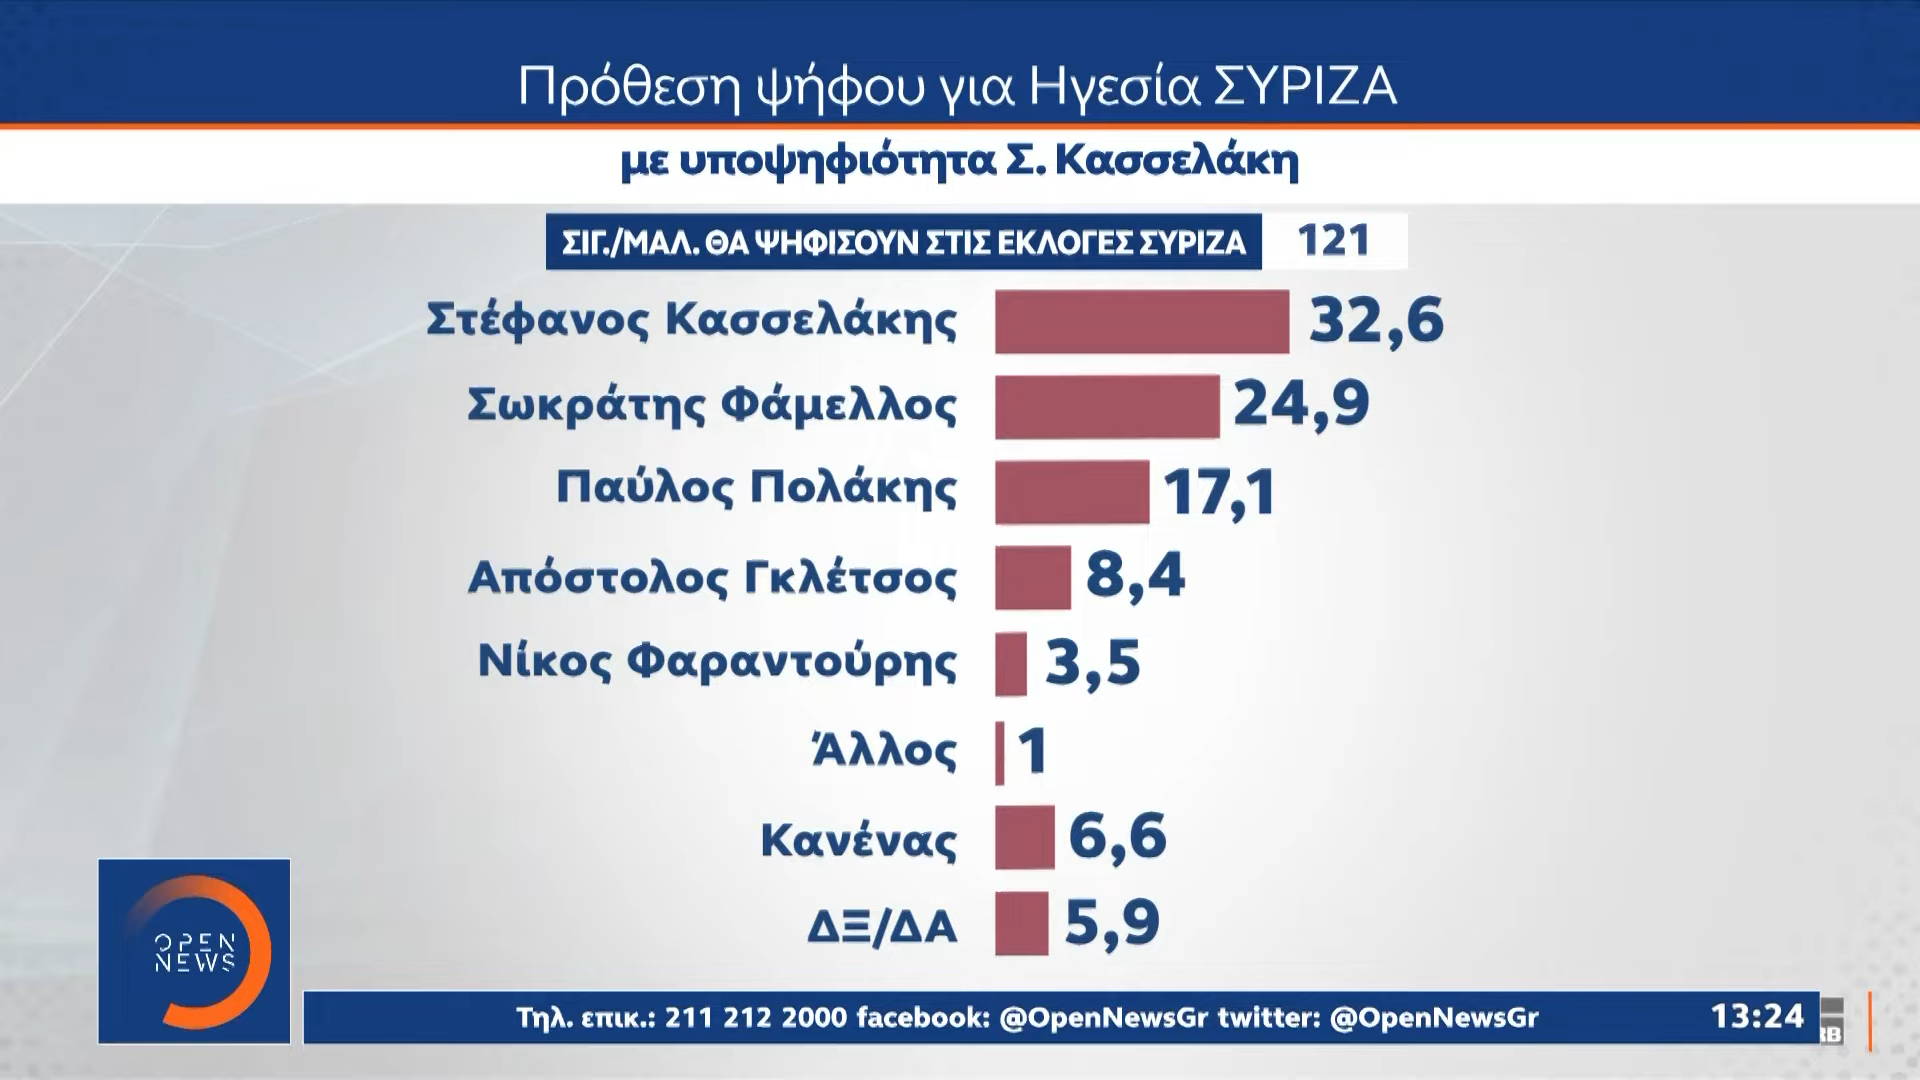 Πρόθεση ψήφου για Ηγεσία ΣΥΡΙΖΑ
με υποψηφιότητα Σ. Κασσελάκη
ΣΙΓ./ΜΑΛ. ΘΑ ΨΗΦΙΣΟΥΝ ΣΤΙΣ ΕΚΛΟΓΕΣ ΣΥΡΙΖΑ 121
Στέφανος Κασσελάκης 32,6
Σωκράτης Φάμελλος 24,9
Παύλος Πολάκης 17,1
Απόστολος Γκλέτσος 8,4
Νίκος Φαραντούρης 3,5
Άλλος 1
Κανένας 6,6
ΔΞ/ΔΑ 5,9
OPEN
NEWS
Τηλ. επικ.: 211 212 2000 facebook: @OpenNewsGr twitter: @OpenNewsGr 13:24